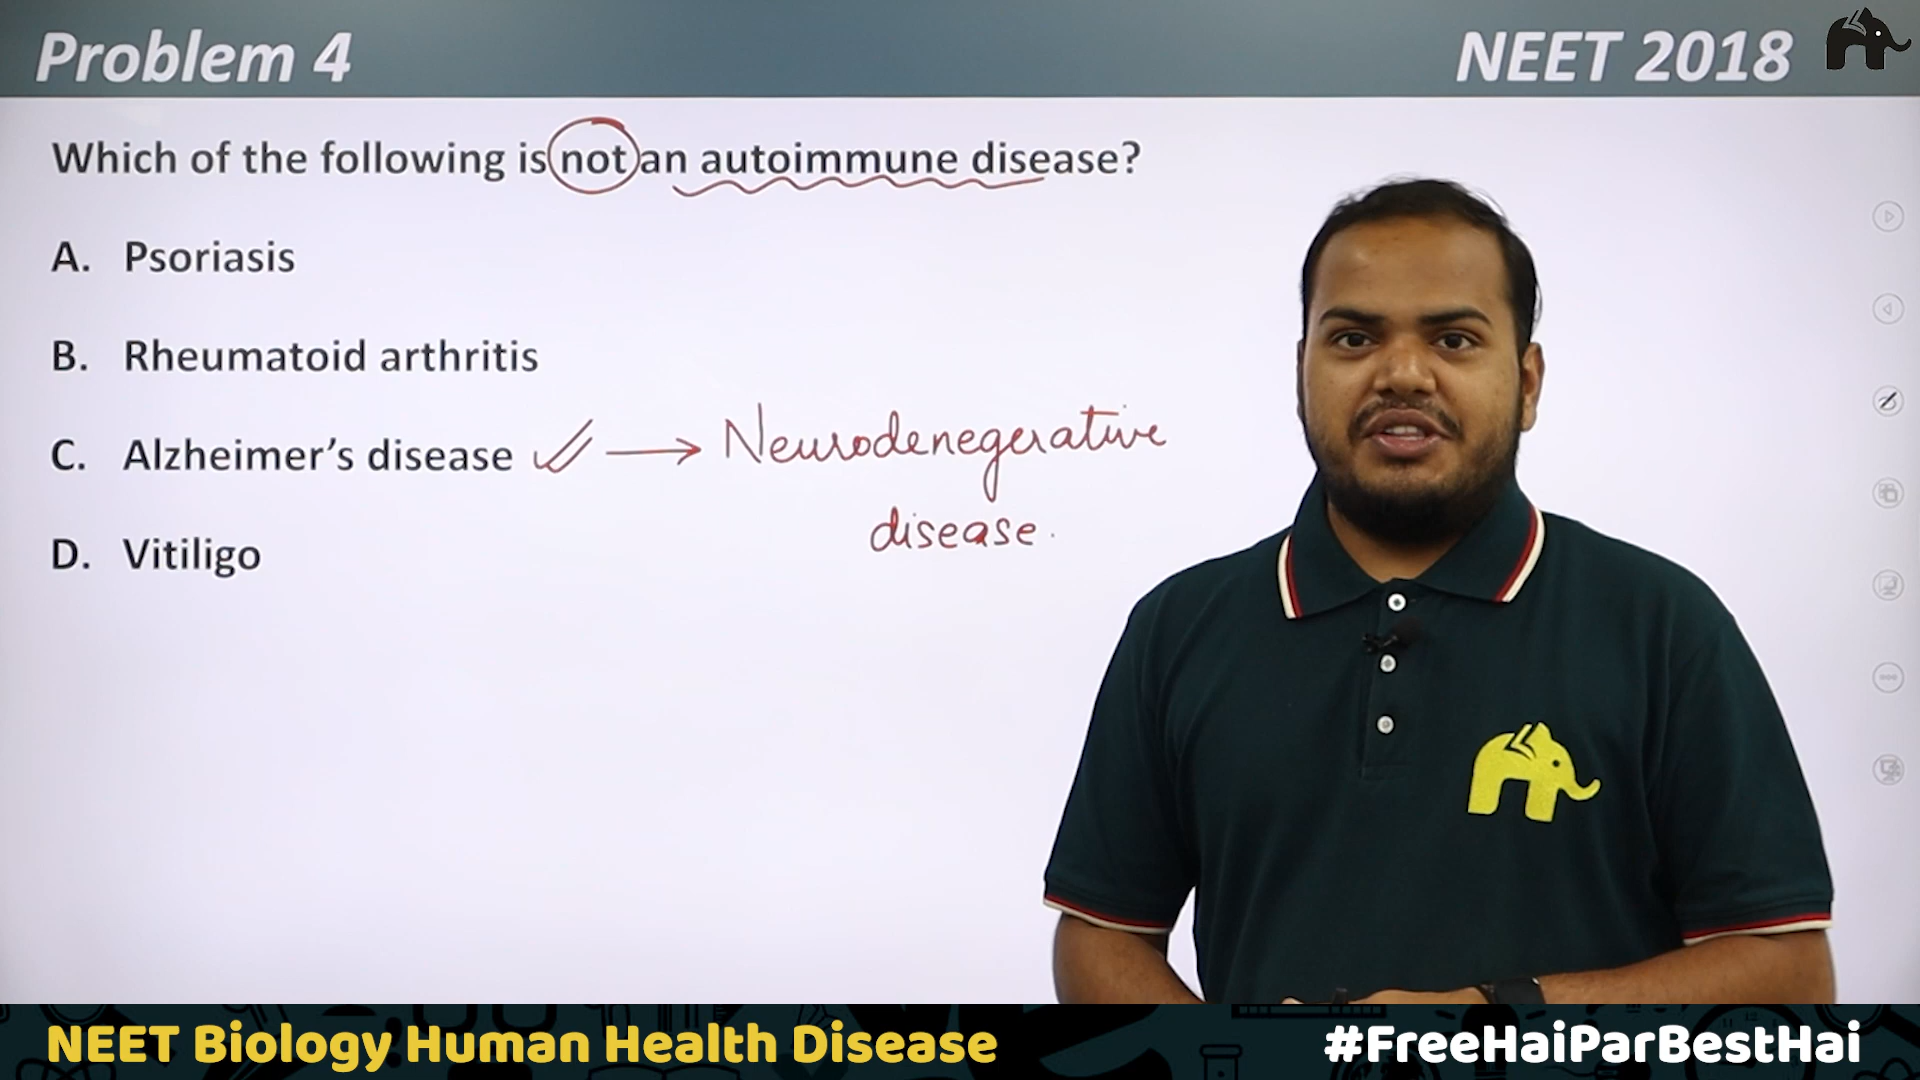 Problem 4
NEET 2018
Which of the following is not an autoimmune disease?
A. Psoriasis
B. Rheumatoid arthritis
C. Alzheimer's disease → Neurodenegerative
disease.
D. Vitiligo
NEET Biology Human Health Disease
#FreeHaiParBestHai